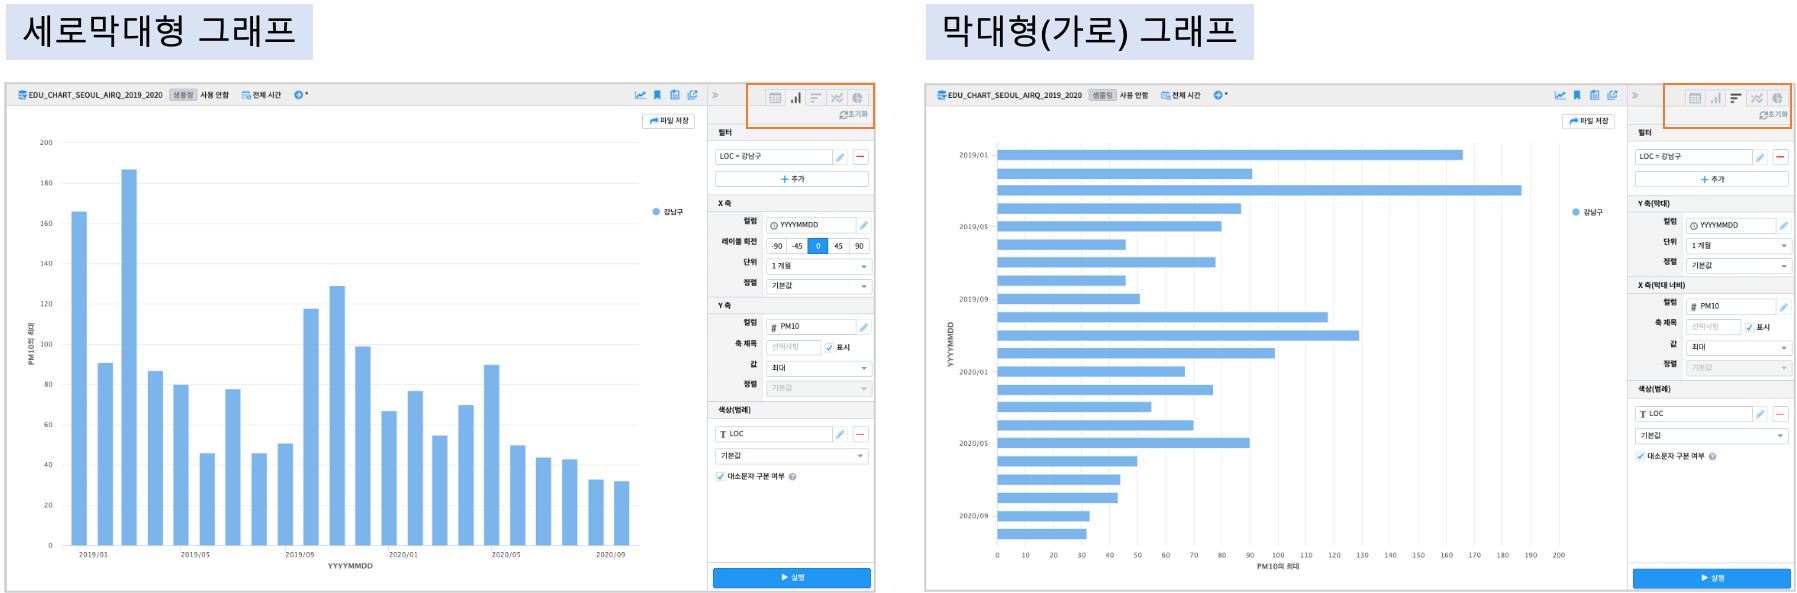 세로막대형 그래프
EDU_CHART_SEOUL_AIRQ_2019_2020 샘플링 사용 안함 전체 시간
초기화
파일 저장
필터
LOC = 강남구
추가
X 축
컬럼 YYYYMMDD
레이블 회전 -90 -45 0 45 90
단위 1 개월
정렬 기본값
Y 축
컬럼 # PM10
축 제목 선택사항 표시
값 최대
정렬 기본값
색상(범례)
T LOC
기본값
대소문자 구분 여부
실행
강남구
200
180
160
140
120
100
80
60
40
20
0
PM10의 최대
2019/01 2019/05 2019/09 2020/01 2020/05 2020/09
YYYYMMDD
막대형(가로) 그래프
EDU_CHART_SEOUL_AIRQ_2019_2020 샘플링 사용 안함 전체 시간
초기화
파일 저장
필터
LOC = 강남구
추가
Y 축(막대)
컬럼 YYYYMMDD
단위 1 개월
정렬 기본값
X 축(막대 너비)
컬럼 # PM10
축 제목 선택사항 표시
값 최대
정렬 기본값
색상(범례)
T LOC
기본값
대소문자 구분 여부
실행
강남구
2019/01
2019/05
2019/09
2020/01
2020/05
2020/09
YYYYMMDD
0 10 20 30 40 50 60 70 80 90 100 110 120 130 140 150 160 170 180 190 200
PM10의 최대